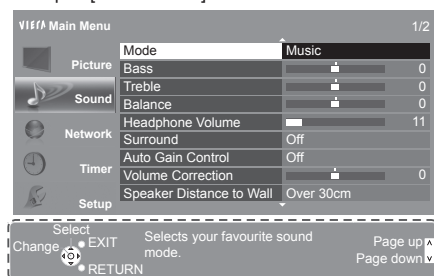 VIErA Main Menu 1/2
Picture
Sound
Network
Timer
Setup
Mode Music
Bass 0
Treble 0
Balance 0
Headphone Volume 11
Surround Off
Auto Gain Control Off
Volume Correction 0
Speaker Distance to Wall Over 30cm
Select
Change
EXIT
RETURN
Selects your favourite sound
mode.
Page up
Page down